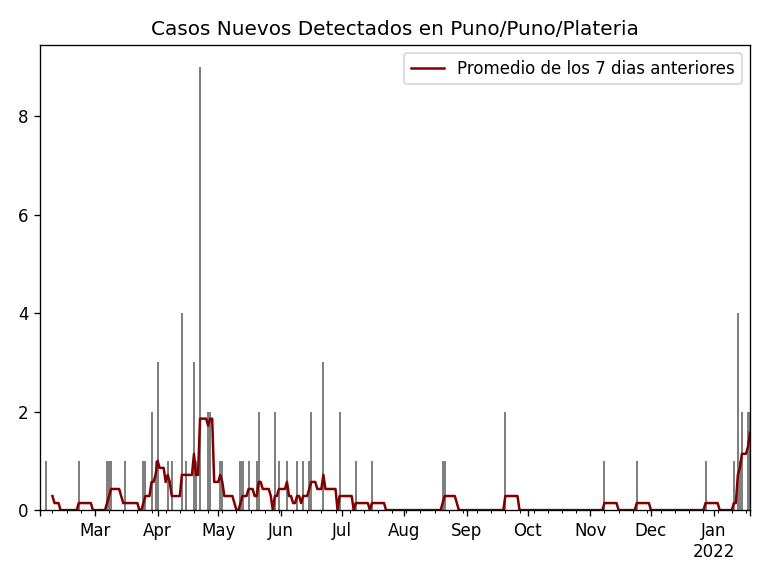 Casos Nuevos Detectados en Puno/Puno/Plateria
Promedio de los 7 dias anteriores
8
6
4
2
0
Mar Apr May Jun Jul Aug Sep Oct Nov Dec Jan
2022